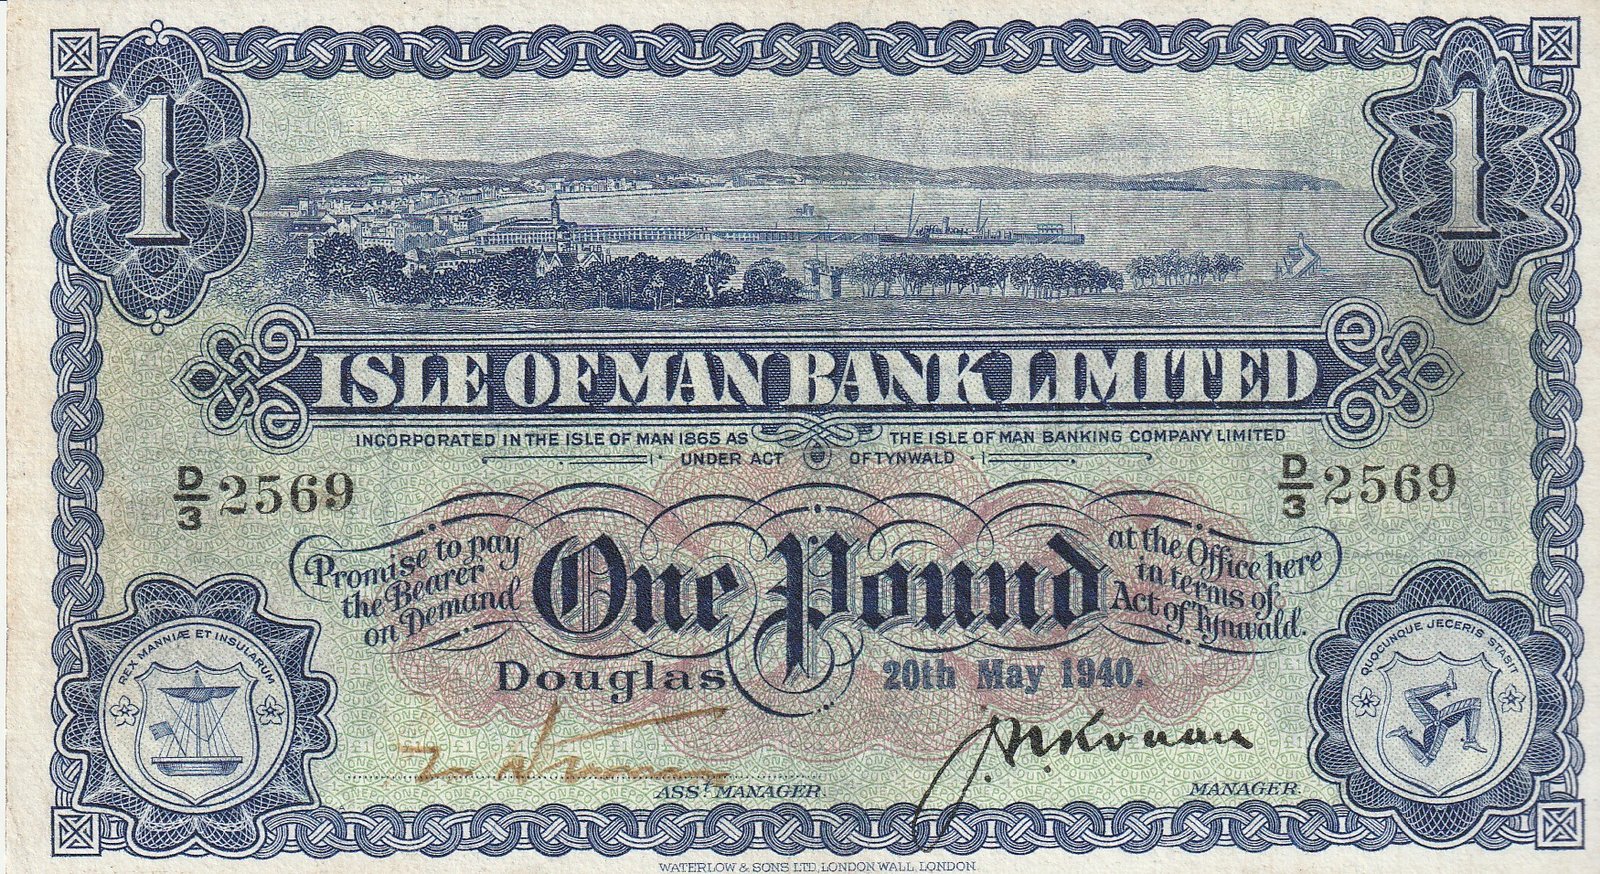 1 1
ISLE OF MAN BANK LIMITED
INCORPORATED IN THE ISLE OF MAN 1865 AS THE ISLE OF MAN BANKING COMPANY LIMITED
UNDER ACT OF TYNWALD
D/3 2569 D/3 2569
Promise to pay
the Bearer
on Demand
One Pound
at the Office here
in terms of
Act of Tynwald.
Douglas 20th May 1940.
REX MANNIÆ ET INSULARUM
QUOCUNQUE JECERIS STABIT
ASST MANAGER.
MANAGER.
WATERLOW & SONS LTD, LONDON WALL, LONDON.